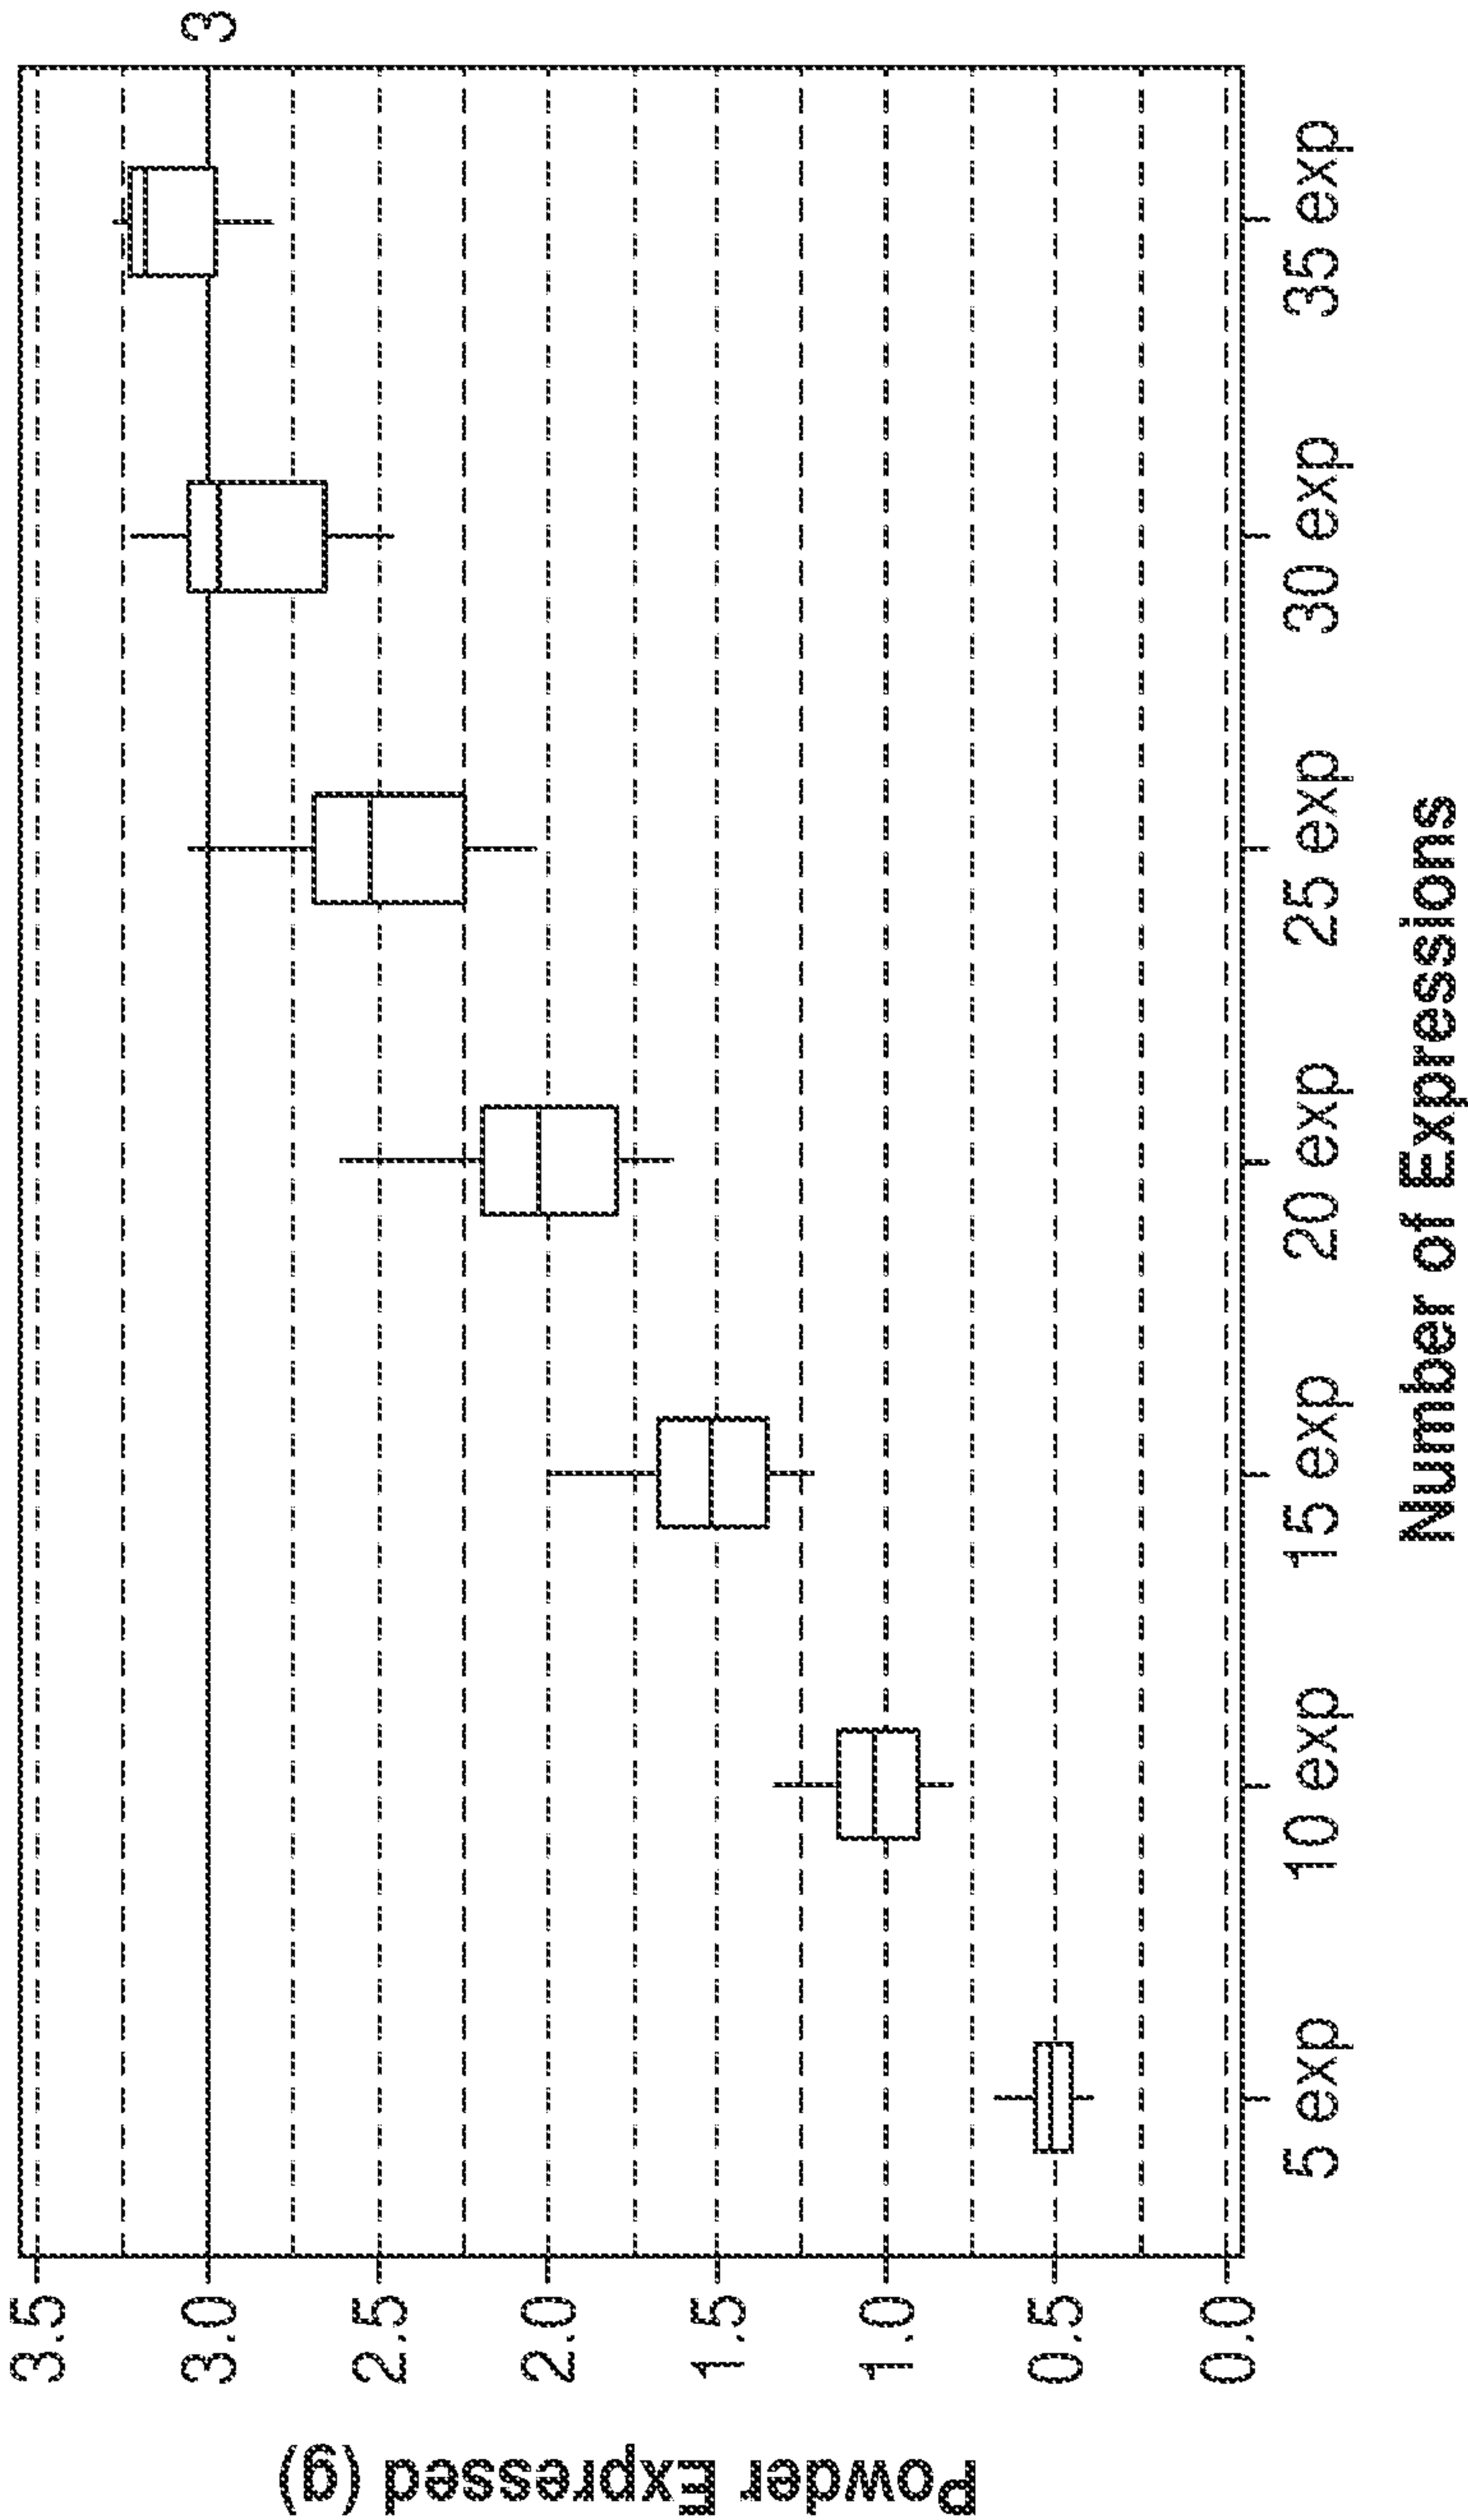 Powder Expressed (g)
3.5
3.0
2.5
2.0
1.5
1.0
0.5
0.0
3
5 exp
10 exp
15 exp
20 exp
25 exp
30 exp
35 exp
Number of Expressions